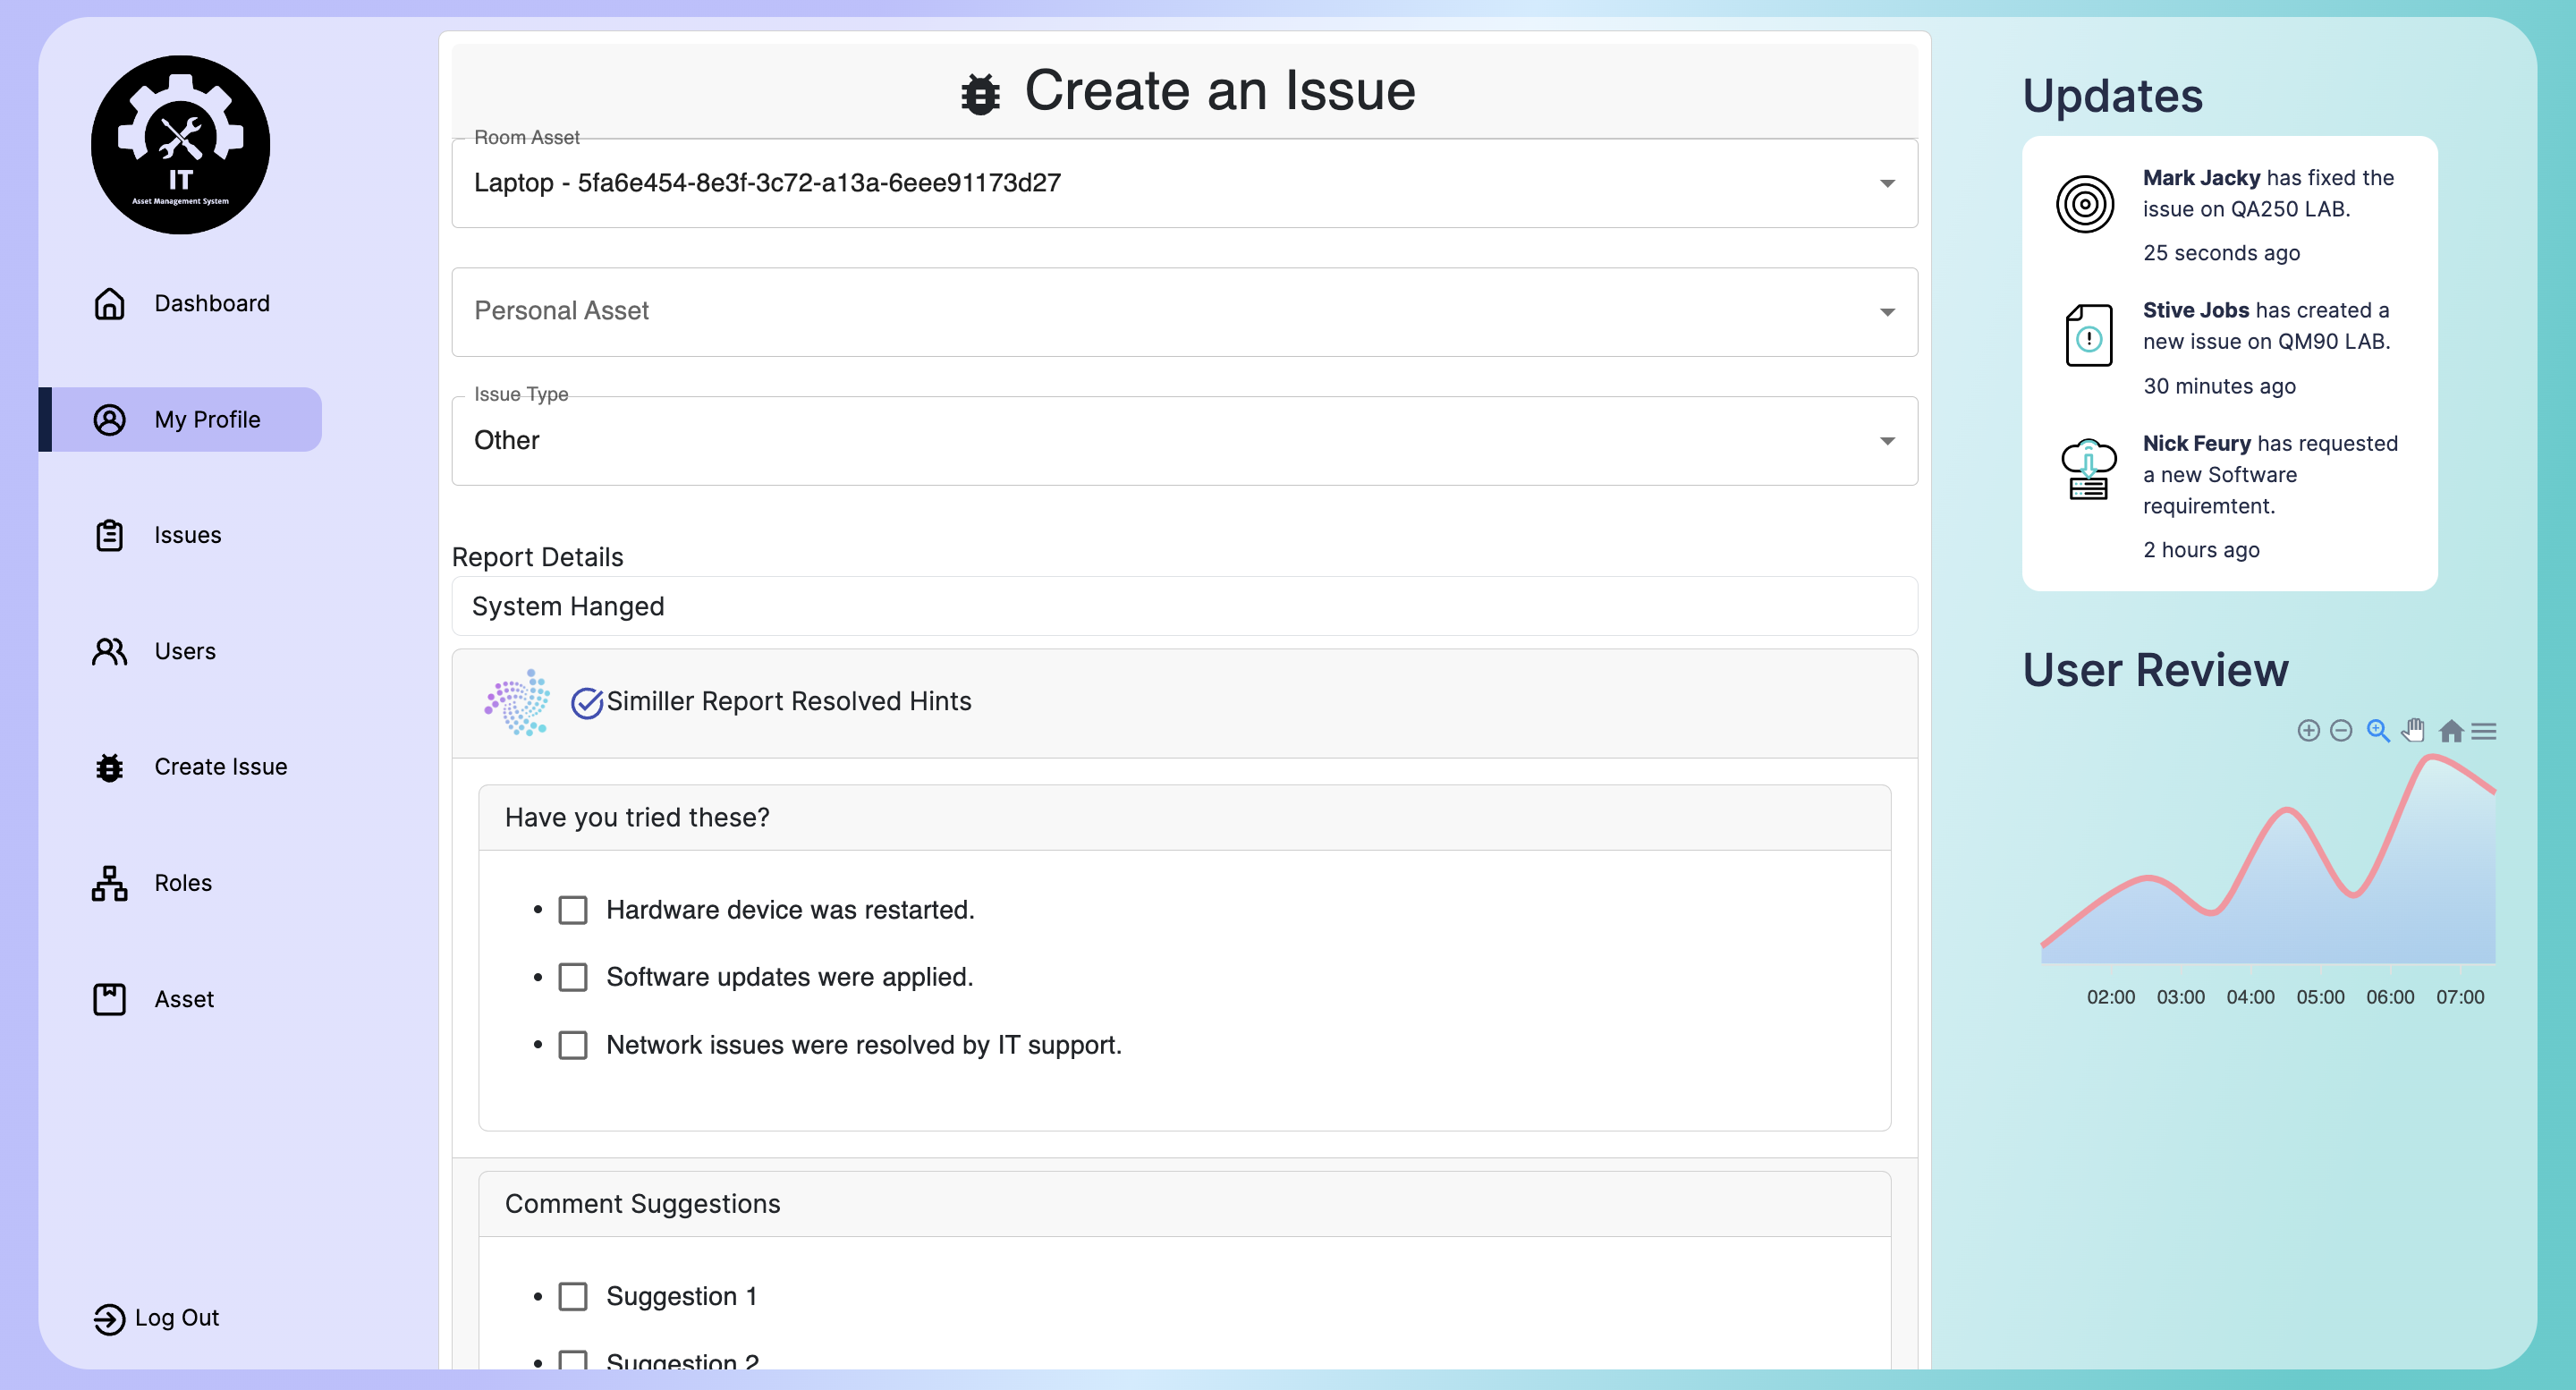 IT
Asset Management System
Dashboard
My Profile
Issues
Users
Create Issue
Roles
Asset
Log Out
Create an Issue
Room Asset
Laptop - 5fa6e454-8e3f-3c72-a13a-6eee91173d27
Personal Asset
Issue Type
Other
Report Details
System Hanged
Similler Report Resolved Hints
Have you tried these?
Hardware device was restarted.
Software updates were applied.
Network issues were resolved by IT support.
Comment Suggestions
Suggestion 1
Suggestion 2
Updates
Mark Jacky has fixed the
issue on QA250 LAB.
25 seconds ago
Stive Jobs has created a
new issue on QM90 LAB.
30 minutes ago
Nick Feury has requested
a new Software
requiremtent.
2 hours ago
User Review
02:00 03:00 04:00 05:00 06:00 07:00